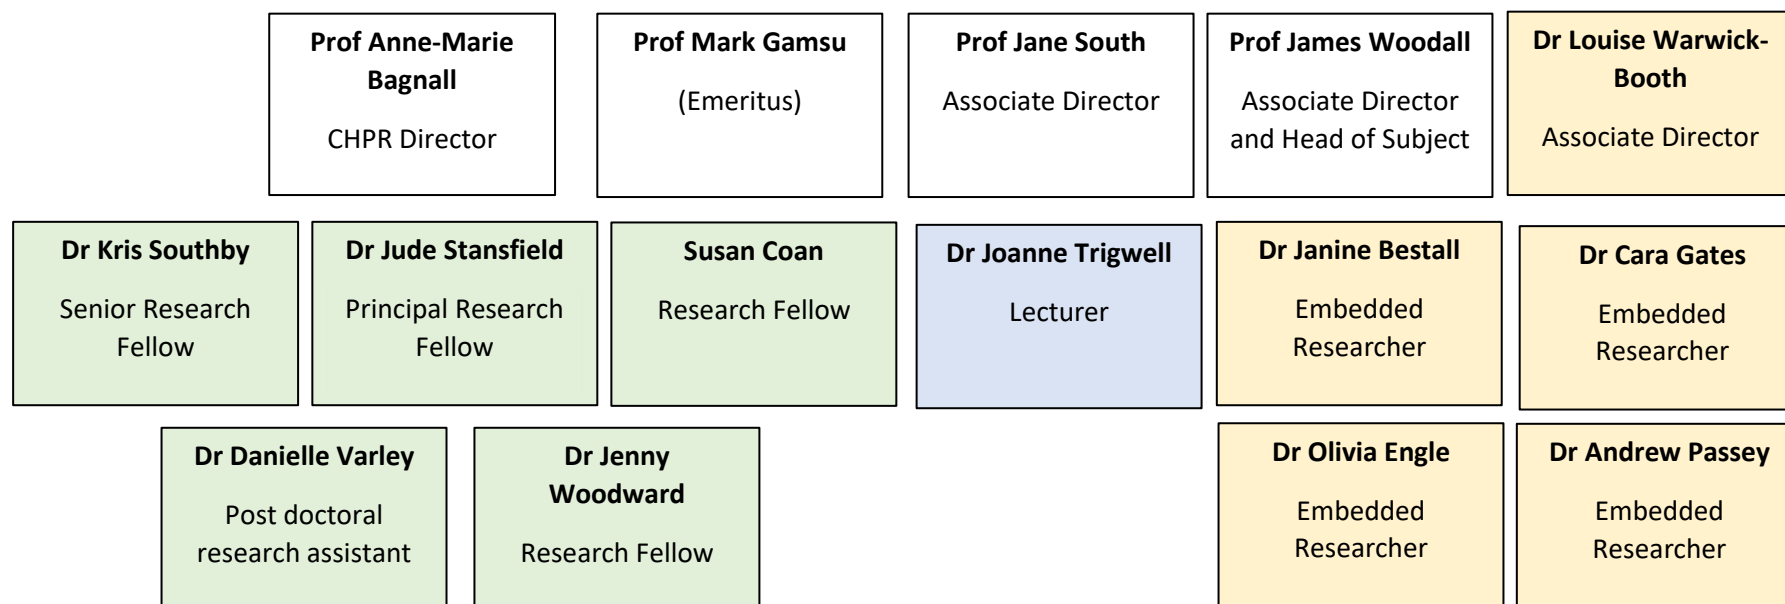 Prof Anne-Marie
Bagnall
CHPR Director
Prof Mark Gamsu
(Emeritus)
Prof Jane South
Associate Director
Prof James Woodall
Associate Director
and Head of Subject
Dr Louise Warwick-
Booth
Associate Director
Dr Kris Southby
Senior Research
Fellow
Dr Jude Stansfield
Principal Research
Fellow
Susan Coan
Research Fellow
Dr Joanne Trigwell
Lecturer
Dr Janine Bestall
Embedded
Researcher
Dr Cara Gates
Embedded
Researcher
Dr Danielle Varley
Post doctoral
research assistant
Dr Jenny
Woodward
Research Fellow
Dr Olivia Engle
Embedded
Researcher
Dr Andrew Passey
Embedded
Researcher